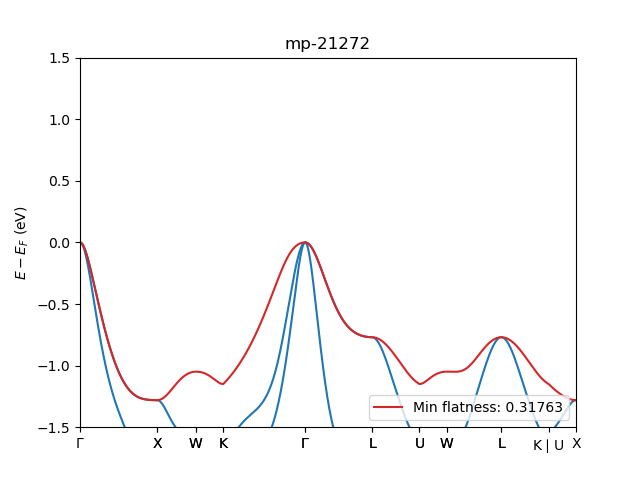 mp-21272
E − E_F (eV)
1.5
1.0
0.5
0.0
−0.5
−1.0
−1.5
Γ X W K Γ L U W L K | U X
Min flatness: 0.31763